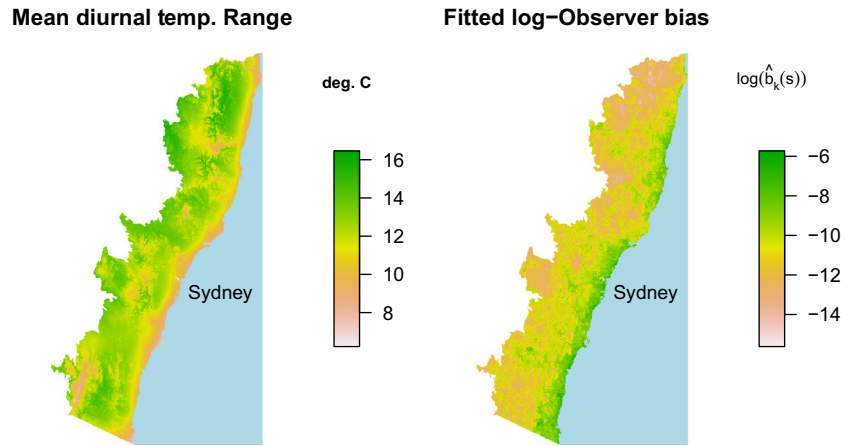 Mean diurnal temp. Range
deg. C
16
14
12
10
8
Sydney
Fitted log−Observer bias
log(b̂ₖ(s))
−6
−8
−10
−12
−14
Sydney